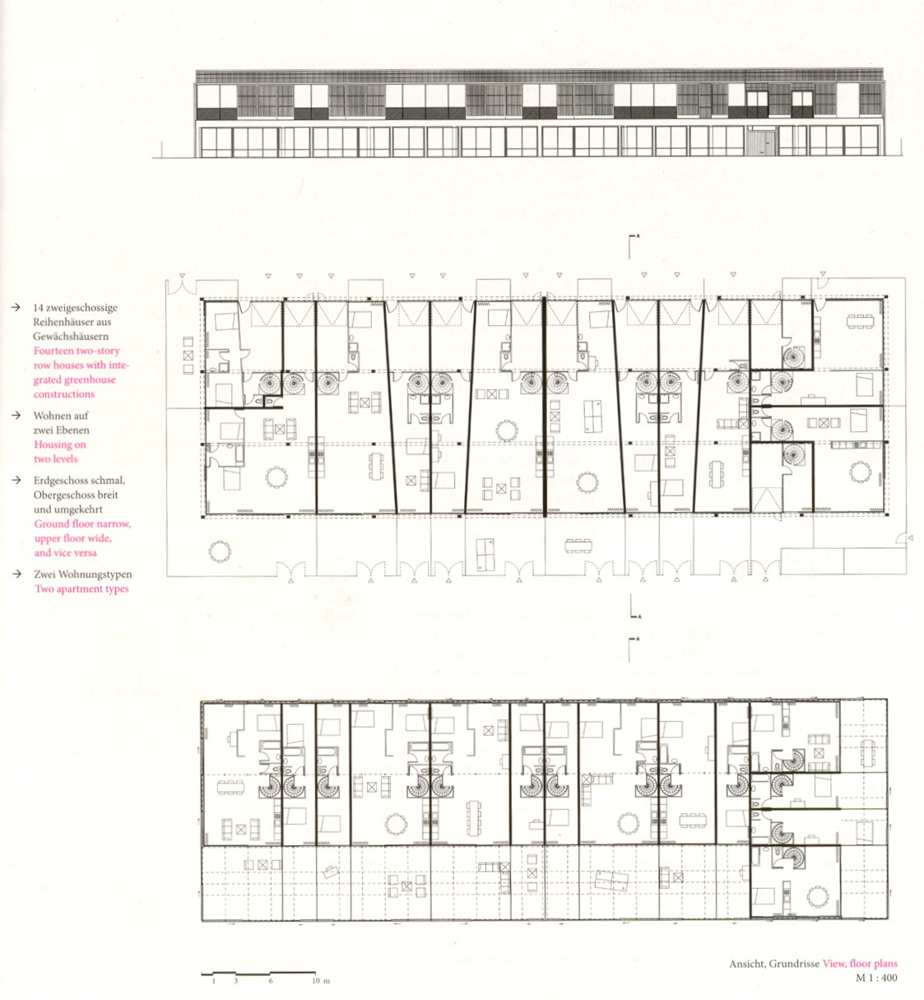 A
→ 14 zweigeschossige
Reihenhäuser aus
Gewächshäusern
Fourteen two-story
row houses with inte-
grated greenhouse
constructions
→ Wohnen auf
zwei Ebenen
Housing on
two levels
→ Erdgeschoss schmal,
Obergeschoss breit
und umgekehrt
Ground floor narrow,
upper floor wide,
and vice versa
→ Zwei Wohnungstypen
Two apartment types
A
A
Ansicht, Grundrisse View, floor plans
M 1 : 400
1 3 6 10 m